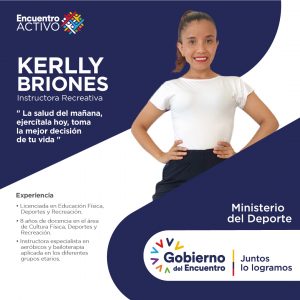 Encuentro
ACTIVO
KERLLY
BRIONES
Instructora Recreativa
" La salud del mañana,
ejercítala hoy, toma
la mejor decisión
de tu vida "
Experiencia
• Licenciada en Educación Física,
Deportes y Recreación.
• 8 años de docencia en el área
de Cultura Física, Deportes y
Recreación.
• Instructora especialista en
aeróbicos y bailoterapia
aplicada en los diferentes
grupos etarios.
Ministerio
del Deporte
Gobierno
del Encuentro
Juntos
lo logramos